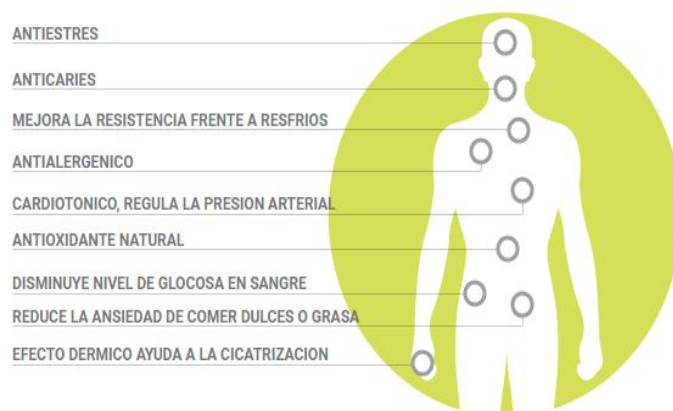 ANTIESTRES
ANTICARIES
MEJORA LA RESISTENCIA FRENTE A RESFRIOS
ANTIALERGENICO
CARDIOTONICO, REGULA LA PRESION ARTERIAL
ANTIOXIDANTE NATURAL
DISMINUYE NIVEL DE GLOCOSA EN SANGRE
REDUCE LA ANSIEDAD DE COMER DULCES O GRASA
EFECTO DERMICO AYUDA A LA CICATRIZACION